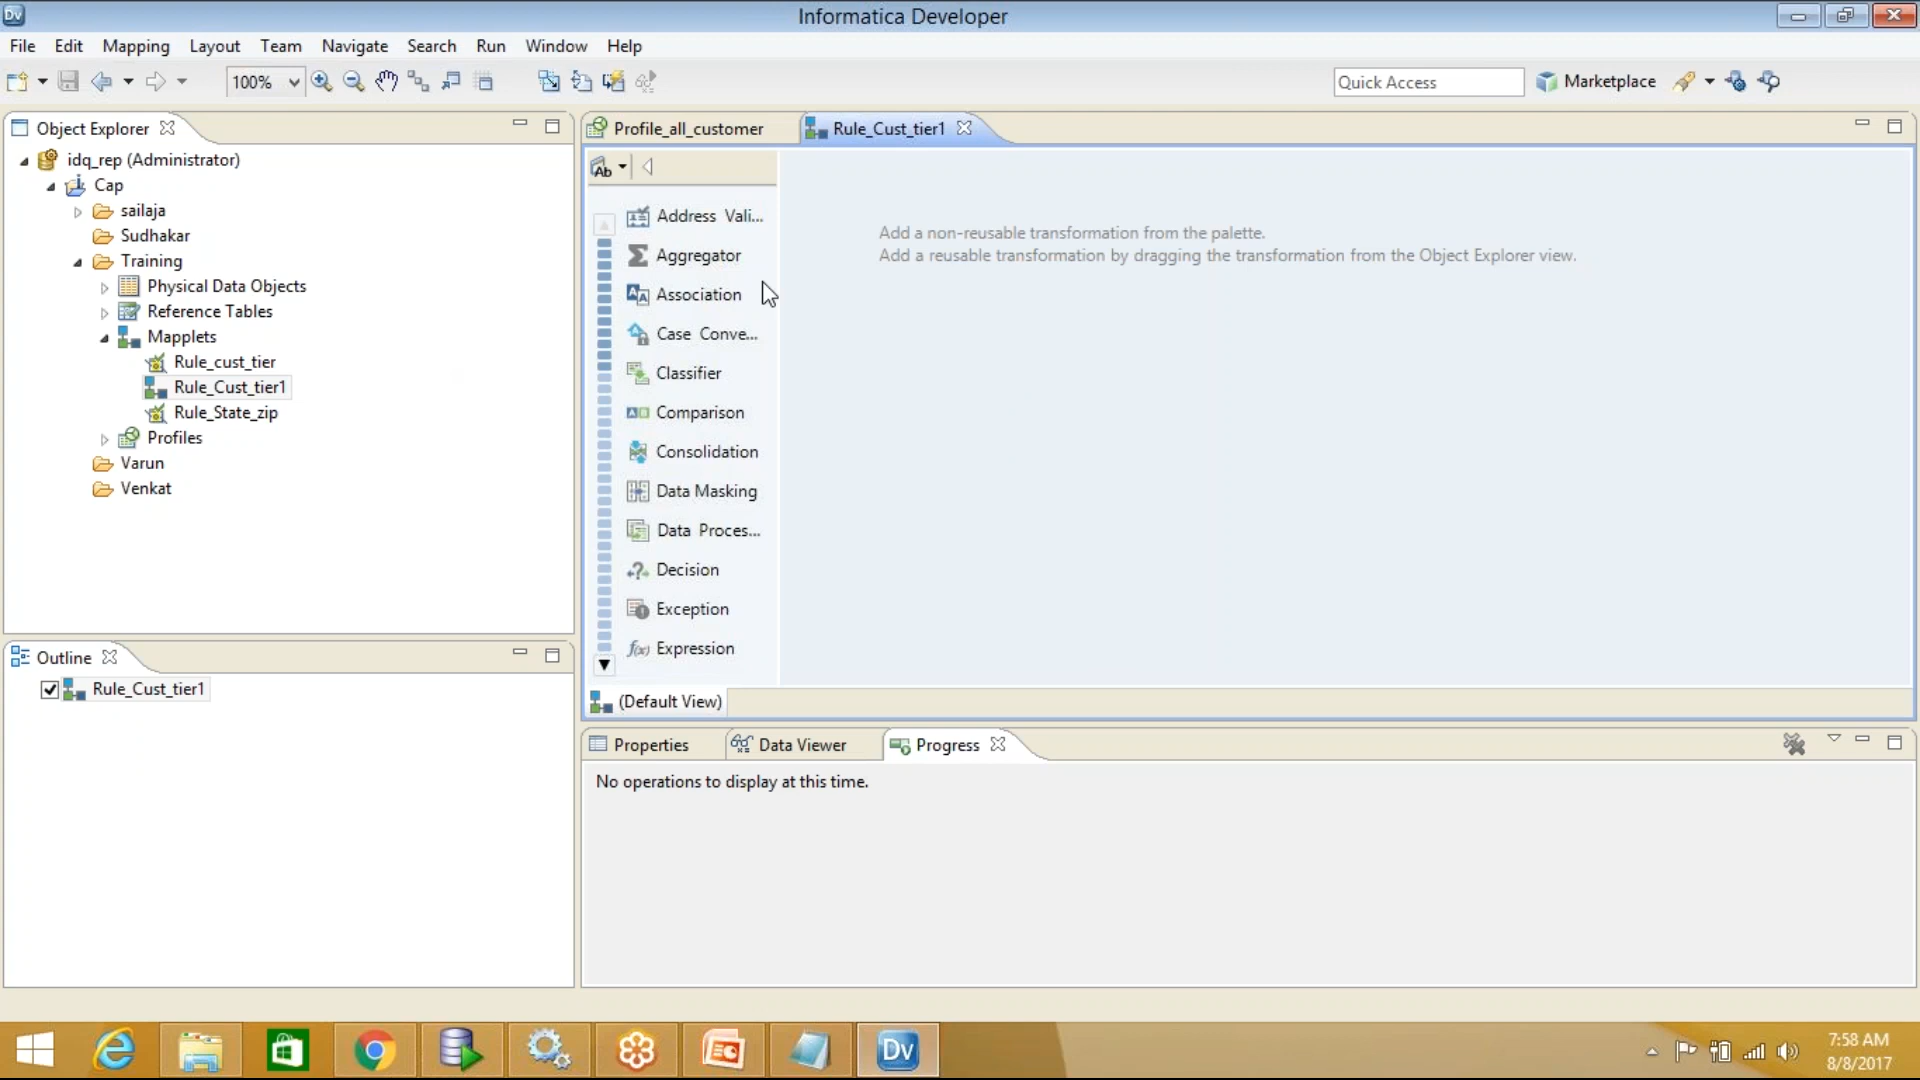 Dv
Informatica Developer
File Edit Mapping Layout Team Navigate Search Run Window Help
100%
Quick Access
Marketplace
Object Explorer
Profile_all_customer
Rule_Cust_tier1
idq_rep (Administrator)
Cap
sailaja
Sudhakar
Training
Physical Data Objects
Reference Tables
Mapplets
Rule_cust_tier
Rule_Cust_tier1
Rule_State_zip
Profiles
Varun
Venkat
Ab
Address Vali...
Aggregator
Association
Case Conve...
Classifier
Comparison
Consolidation
Data Masking
Data Proces...
Decision
Exception
f(x) Expression
Add a non-reusable transformation from the palette.
Add a reusable transformation by dragging the transformation from the Object Explorer view.
(Default View)
Outline
Rule_Cust_tier1
Properties
Data Viewer
Progress
No operations to display at this time.
Dv
7:58 AM
8/8/2017